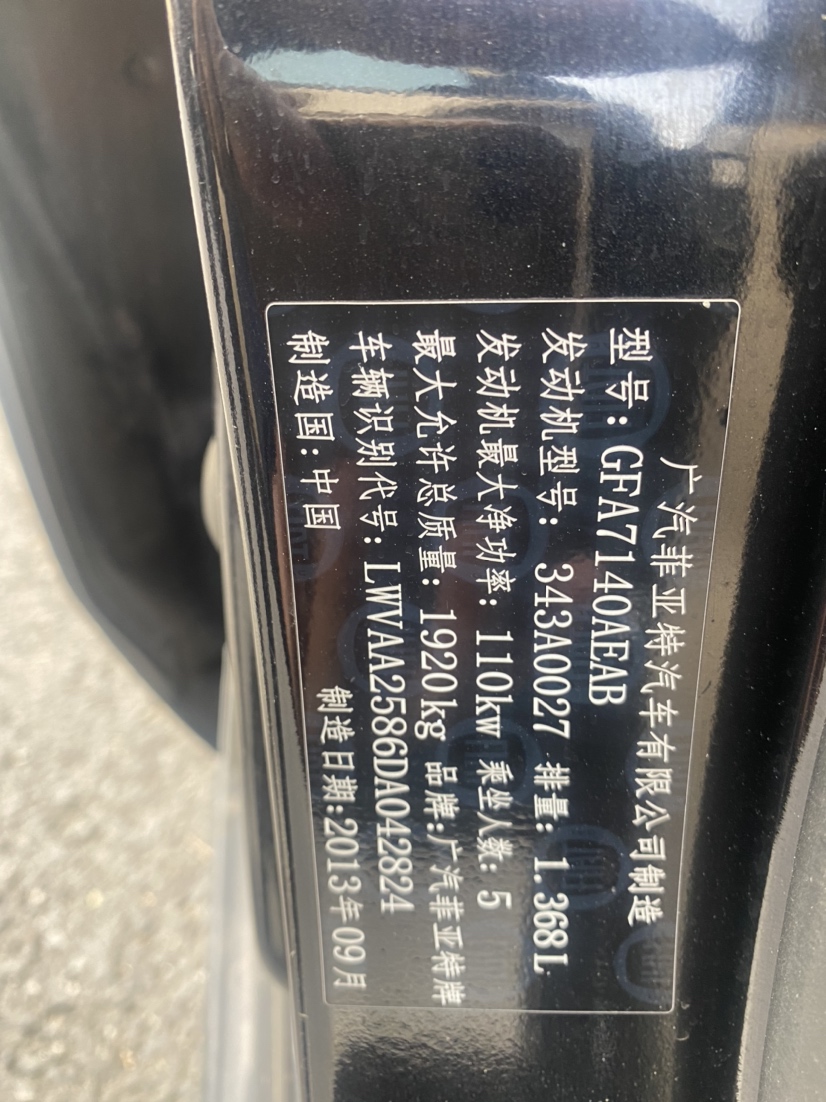 广汽菲亚特汽车有限公司制造
型号:GFA7140AEAB
发动机型号: 343A0027 排量: 1.368L
发动机最大净功率: 110kw 乘坐人数: 5
最大允许总质量: 1920kg 品牌:广汽菲亚特牌
车辆识别代号: LWVAA2586DA042824
制造国:中国 制造日期:2013年09月